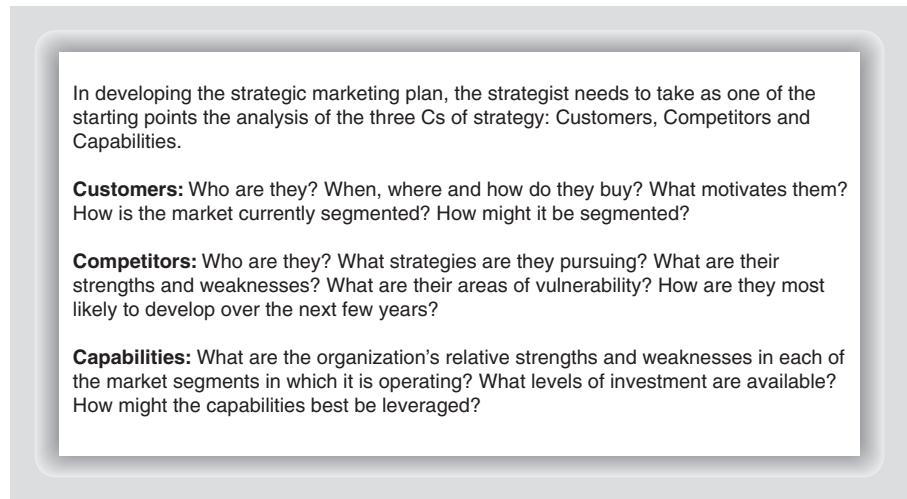 In developing the strategic marketing plan, the strategist needs to take as one of the
starting points the analysis of the three Cs of strategy: Customers, Competitors and
Capabilities.
Customers: Who are they? When, where and how do they buy? What motivates them?
How is the market currently segmented? How might it be segmented?
Competitors: Who are they? What strategies are they pursuing? What are their
strengths and weaknesses? What are their areas of vulnerability? How are they most
likely to develop over the next few years?
Capabilities: What are the organization’s relative strengths and weaknesses in each of
the market segments in which it is operating? What levels of investment are available?
How might the capabilities best be leveraged?